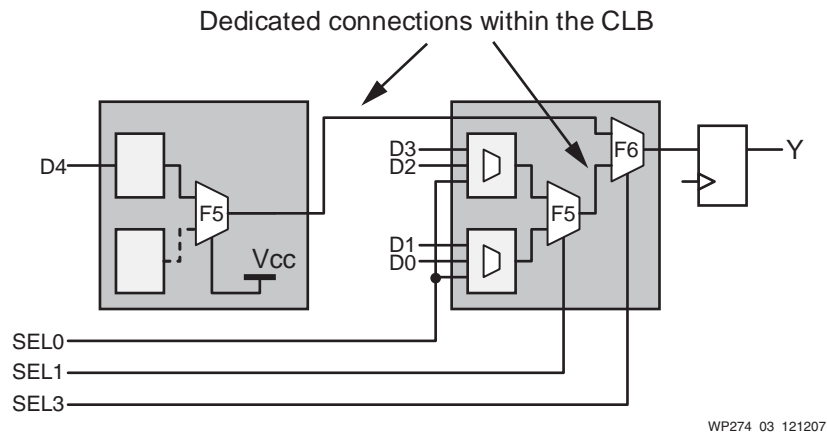 Dedicated connections within the CLB
D4
F5
Vcc
D3
D2
D1
D0
F5
F6
Y
SEL0
SEL1
SEL3
WP274_03_121207